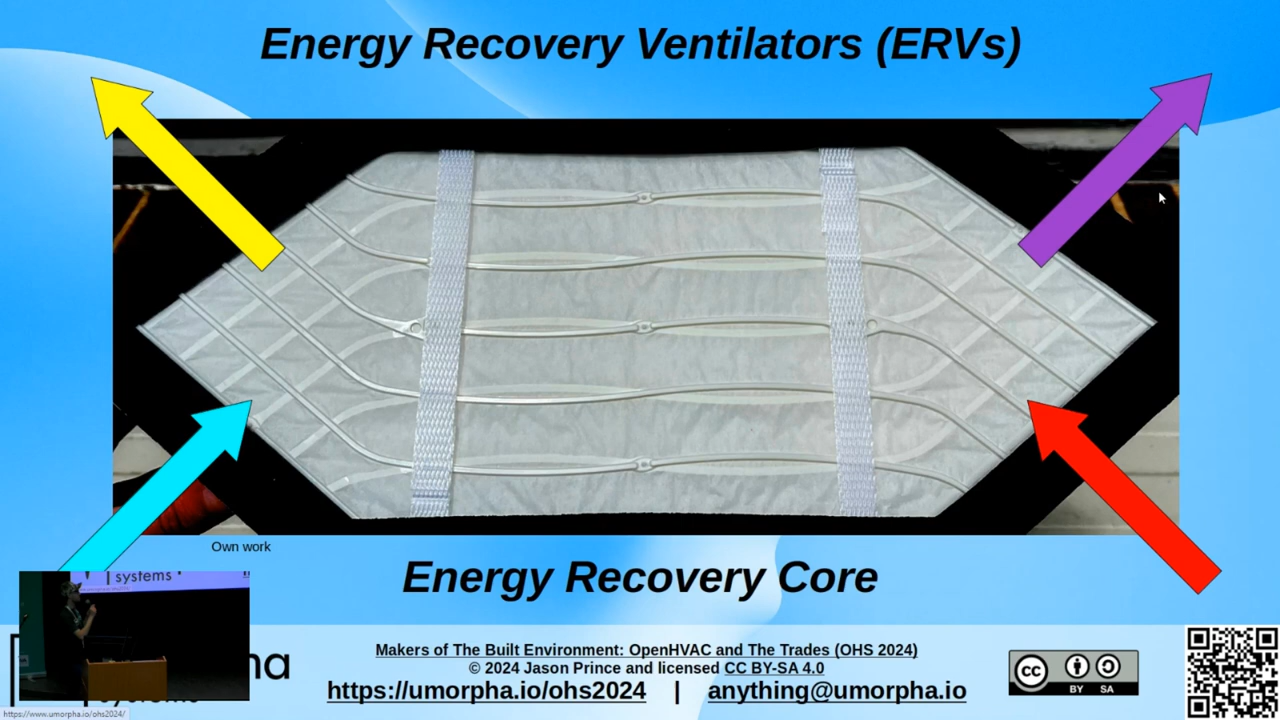 Energy Recovery Ventilators (ERVs)
Own work
Energy Recovery Core
systems
Makers of The Built Environment: OpenHVAC and The Trades (OHS 2024)
© 2024 Jason Prince and licensed CC BY-SA 4.0
https://umorpha.io/ohs2024 | anything@umorpha.io
cc
BY SA
https://www.umorpha.io/ohs2024/